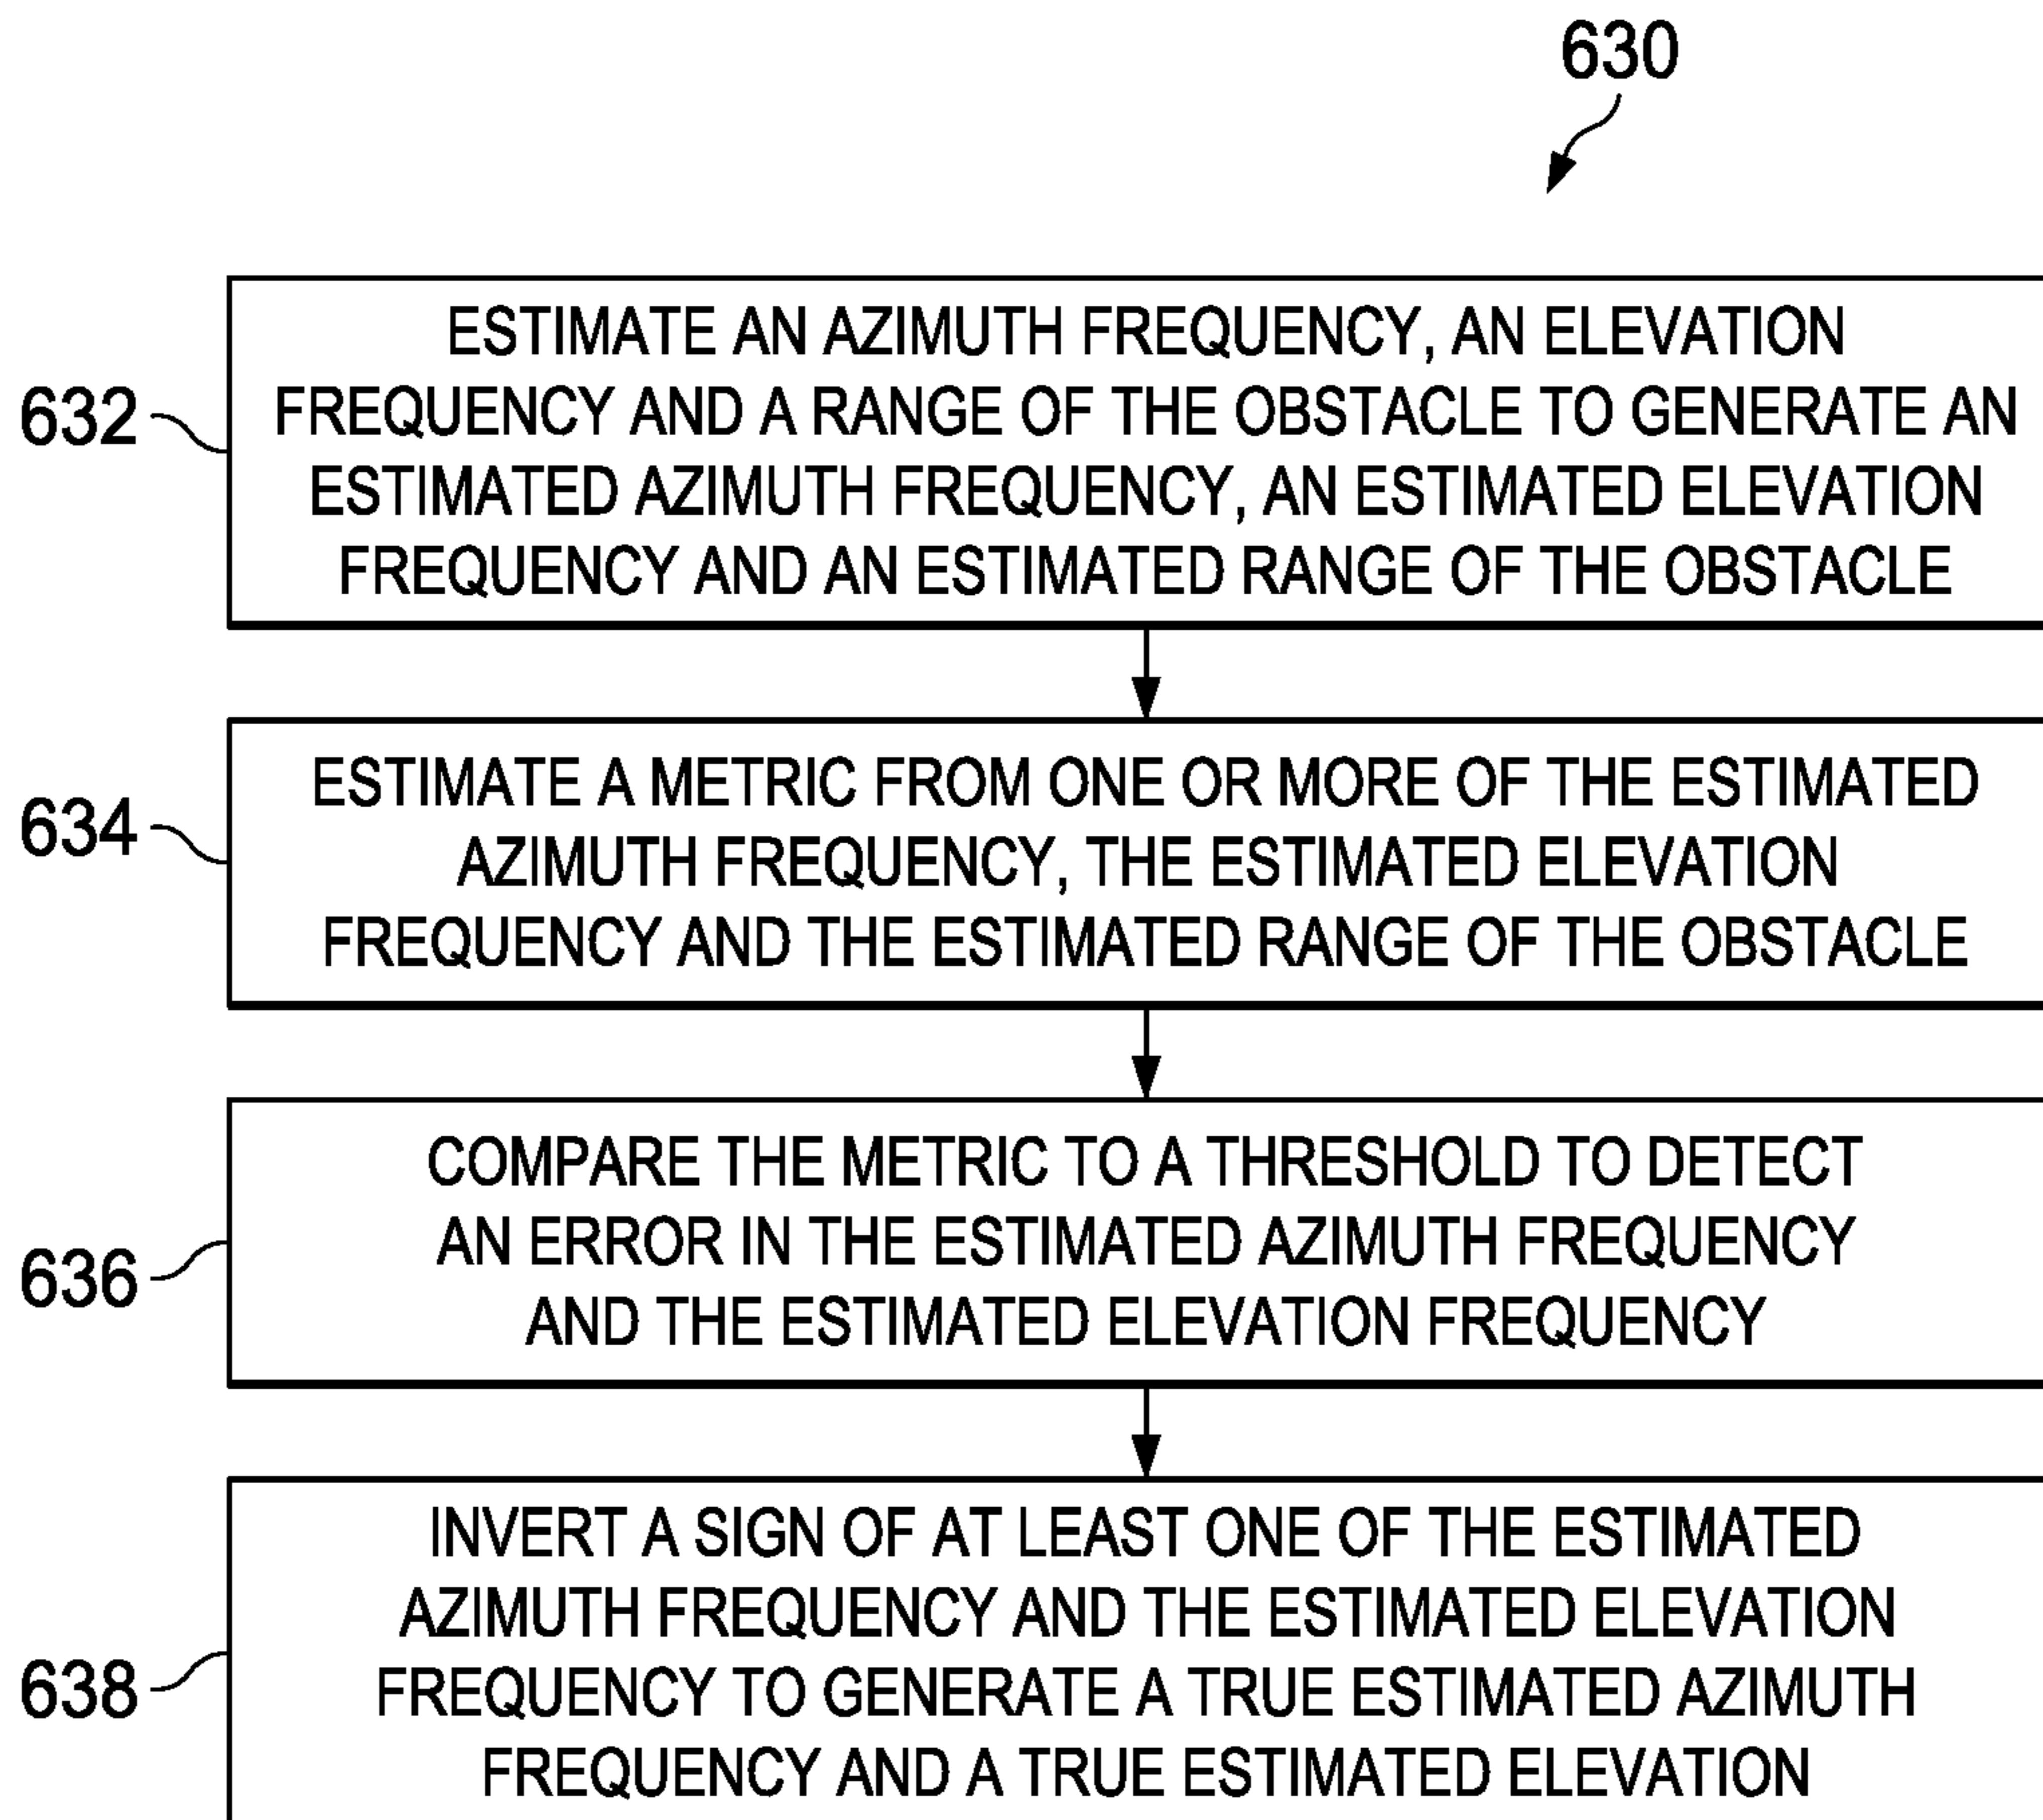 630
632
ESTIMATE AN AZIMUTH FREQUENCY, AN ELEVATION
FREQUENCY AND A RANGE OF THE OBSTACLE TO GENERATE AN
ESTIMATED AZIMUTH FREQUENCY, AN ESTIMATED ELEVATION
FREQUENCY AND AN ESTIMATED RANGE OF THE OBSTACLE
634
ESTIMATE A METRIC FROM ONE OR MORE OF THE ESTIMATED
AZIMUTH FREQUENCY, THE ESTIMATED ELEVATION
FREQUENCY AND THE ESTIMATED RANGE OF THE OBSTACLE
636
COMPARE THE METRIC TO A THRESHOLD TO DETECT
AN ERROR IN THE ESTIMATED AZIMUTH FREQUENCY
AND THE ESTIMATED ELEVATION FREQUENCY
638
INVERT A SIGN OF AT LEAST ONE OF THE ESTIMATED
AZIMUTH FREQUENCY AND THE ESTIMATED ELEVATION
FREQUENCY TO GENERATE A TRUE ESTIMATED AZIMUTH
FREQUENCY AND A TRUE ESTIMATED ELEVATION